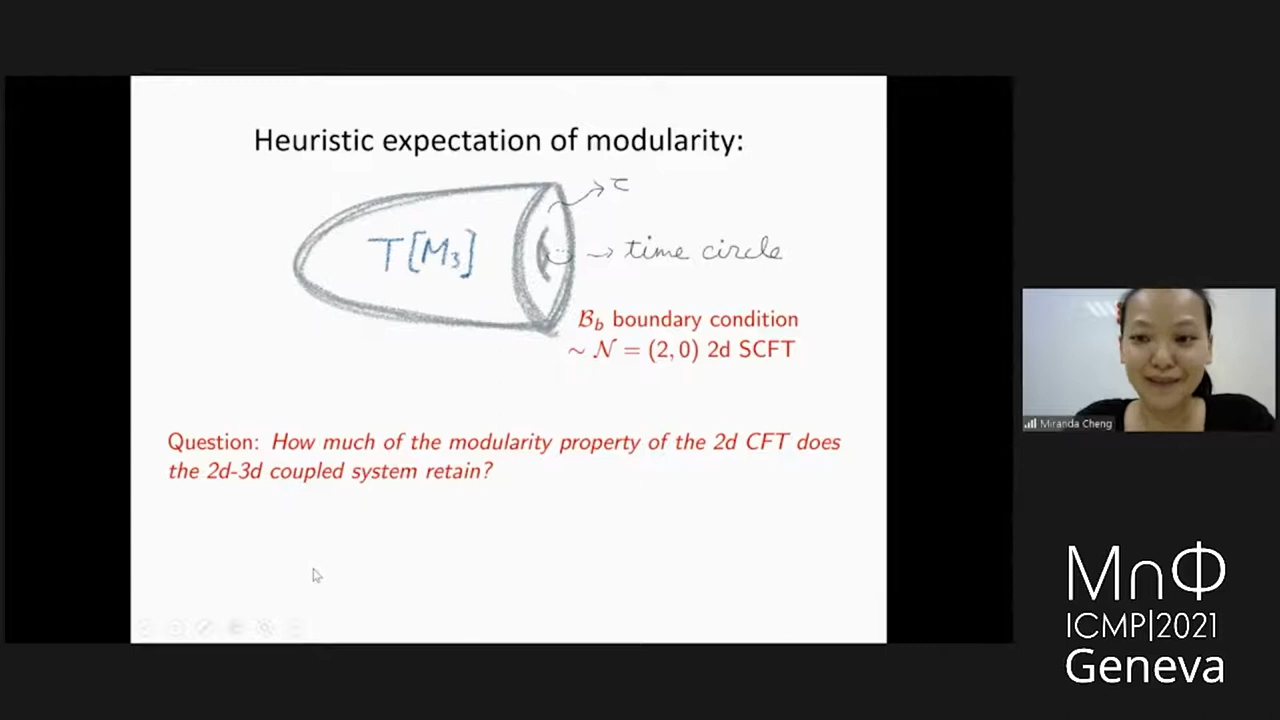 Heuristic expectation of modularity:
τ
T[M₃]
time circle
𝓑_b boundary condition
~ 𝒩 = (2, 0) 2d SCFT
Question: How much of the modularity property of the 2d CFT does
the 2d-3d coupled system retain?
Miranda Cheng
M∩Φ
ICMP|2021
Geneva